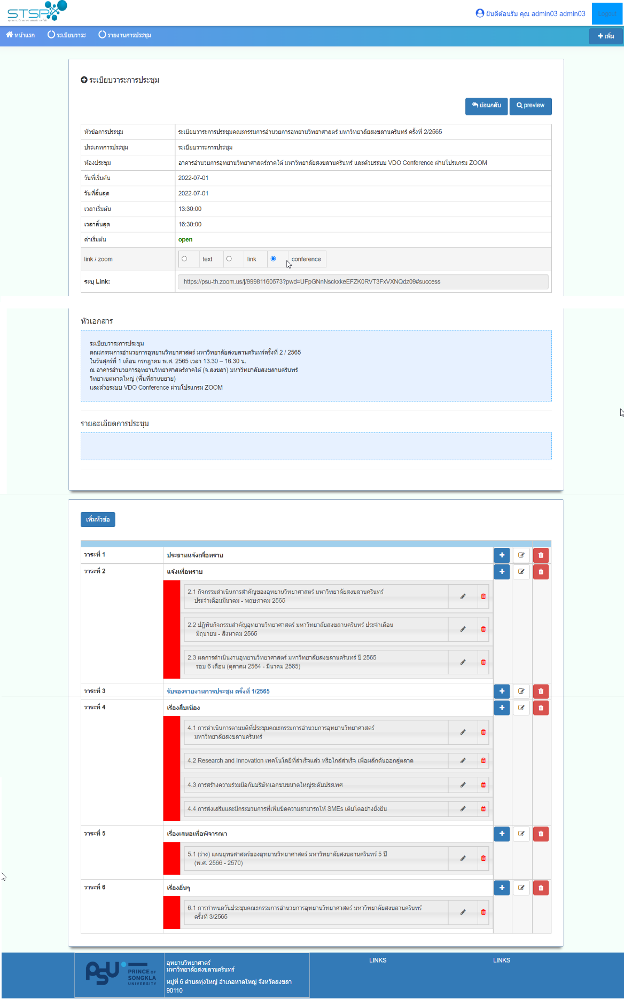 STSP
ยินดีต้อนรับ คุณ admin03 admin03
Logout
หน้าแรก
ระเบียบวาระ
รายงานการประชุม
เพิ่ม
ระเบียบวาระการประชุม
ย้อนกลับ
preview
หัวข้อการประชุม ระเบียบวาระการประชุมคณะกรรมการอำนวยการอุทยานวิทยาศาสตร์ มหาวิทยาลัยสงขลานครินทร์ ครั้งที่ 2/2565
ประเภทการประชุม ระเบียบวาระการประชุม
ห้องประชุม อาคารอำนวยการอุทยานวิทยาศาสตร์ภาคใต้ มหาวิทยาลัยสงขลานครินทร์ และด้วยระบบ VDO Conference ผ่านโปรแกรม ZOOM
วันที่เริ่มต้น 2022-07-01
วันที่สิ้นสุด 2022-07-01
เวลาเริ่มต้น 13:30:00
เวลาสิ้นสุด 16:30:00
ค่าเริ่มต้น open
link / zoom text link conference
ระบุ Link: https://psu-th.zoom.us/j/99981160573?pwd=UFpGNnNsckxkeEFZK0RVT3FxVXNQdz09#success
หัวเอกสาร
ระเบียบวาระการประชุม
คณะกรรมการอำนวยการอุทยานวิทยาศาสตร์ มหาวิทยาลัยสงขลานครินทร์ครั้งที่ 2 / 2565
ในวันศุกร์ที่ 1 เดือน กรกฎาคม พ.ศ. 2565 เวลา 13.30 – 16.30 น.
ณ อาคารอำนวยการอุทยานวิทยาศาสตร์ภาคใต้ (จ.สงขลา) มหาวิทยาลัยสงขลานครินทร์
วิทยาเขตหาดใหญ่ (พื้นที่ส่วนขยาย)
และด้วยระบบ VDO Conference ผ่านโปรแกรม ZOOM
รายละเอียดการประชุม
เพิ่มหัวข้อ
วาระที่ 1 ประธานแจ้งเพื่อทราบ
วาระที่ 2 แจ้งเพื่อทราบ
2.1 กิจกรรมดำเนินการสำคัญของอุทยานวิทยาศาสตร์ มหาวิทยาลัยสงขลานครินทร์
ประจำเดือนมีนาคม - พฤษภาคม 2565
2.2 ปฏิทินกิจกรรมสำคัญอุทยานวิทยาศาสตร์ มหาวิทยาลัยสงขลานครินทร์ ประจำเดือน
มิถุนายน - สิงหาคม 2565
2.3 ผลการดำเนินงานอุทยานวิทยาศาสตร์ มหาวิทยาลัยสงขลานครินทร์ ปี 2565
รอบ 6 เดือน (ตุลาคม 2564 - มีนาคม 2565)
วาระที่ 3 รับรองรายงานการประชุม ครั้งที่ 1/2565
วาระที่ 4 เรื่องสืบเนื่อง
4.1 การดำเนินการตามมติที่ประชุมคณะกรรมการอำนวยการอุทยานวิทยาศาสตร์
มหาวิทยาลัยสงขลานครินทร์
4.2 Research and Innovation เทคโนโลยีที่สำเร็จแล้ว หรือใกล้สำเร็จ เพื่อผลักดันออกสู่ตลาด
4.3 การสร้างความร่วมมือกับบริษัทเอกชนขนาดใหญ่ระดับประเทศ
4.4 การส่งเสริมและมีกระบวนการที่เพิ่มขีดความสามารถให้ SMEs เติบโตอย่างยั่งยืน
วาระที่ 5 เรื่องเสนอเพื่อพิจารณา
5.1 (ร่าง) แผนยุทธศาสตร์ของอุทยานวิทยาศาสตร์ มหาวิทยาลัยสงขลานครินทร์ 5 ปี
(พ.ศ. 2566 - 2570)
วาระที่ 6 เรื่องอื่นๆ
6.1 การกำหนดวันประชุมคณะกรรมการอำนวยการอุทยานวิทยาศาสตร์ มหาวิทยาลัยสงขลานครินทร์
ครั้งที่ 3/2565
PSU PRINCE OF
SONGKLA
UNIVERSITY
อุทยานวิทยาศาตร์
มหาวิทยาลัยสงขลานครินทร์
หมู่ที่ 6 ตำบลทุ่งใหญ่ อำเภอหาดใหญ่ จังหวัดสงขลา
90110
LINKS
LINKS